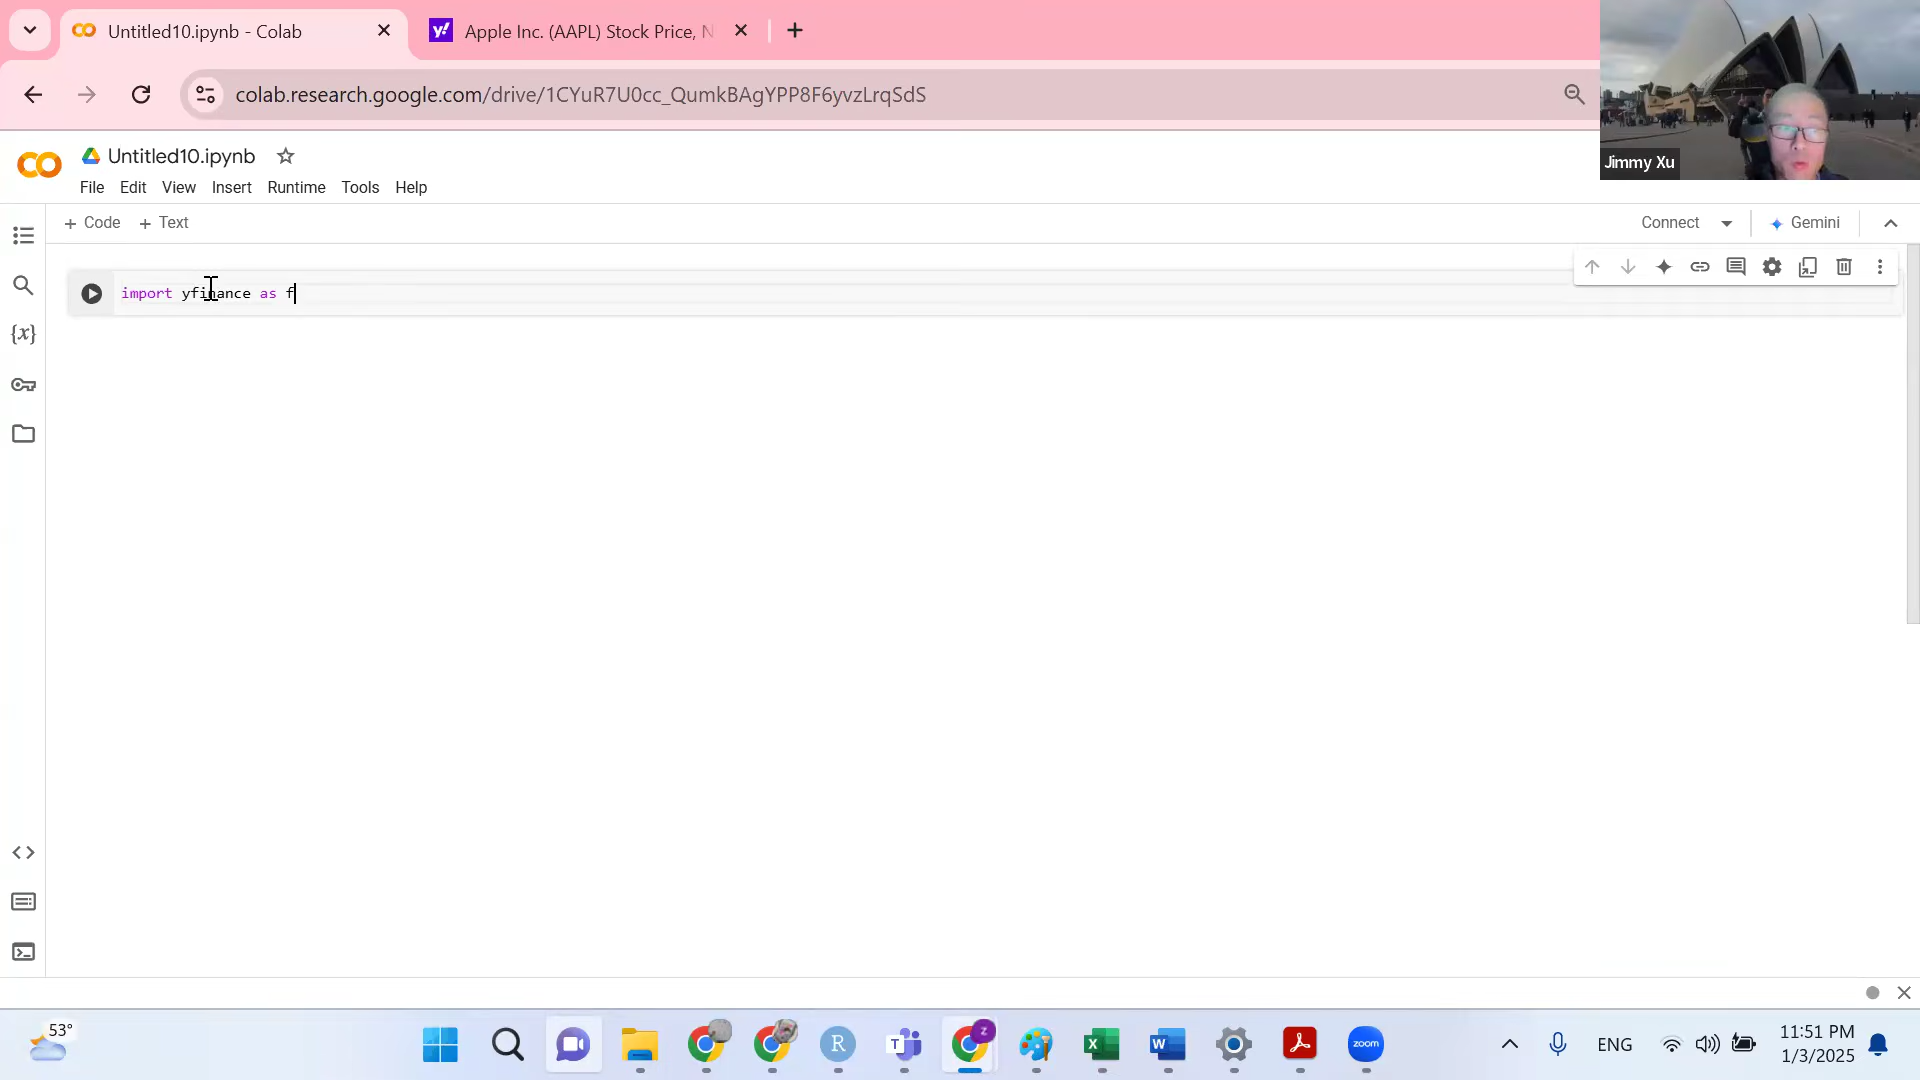 Untitled10.ipynb - Colab
Apple Inc. (AAPL) Stock Price, N
colab.research.google.com/drive/1CYuR7U0cc_QumkBAgYPP8F6yvzLrqSdS
Jimmy Xu
Untitled10.ipynb
File Edit View Insert Runtime Tools Help
+ Code + Text
Connect
Gemini
import yfinance as f
{x}
53°
ENG
11:51 PM
1/3/2025
zoom